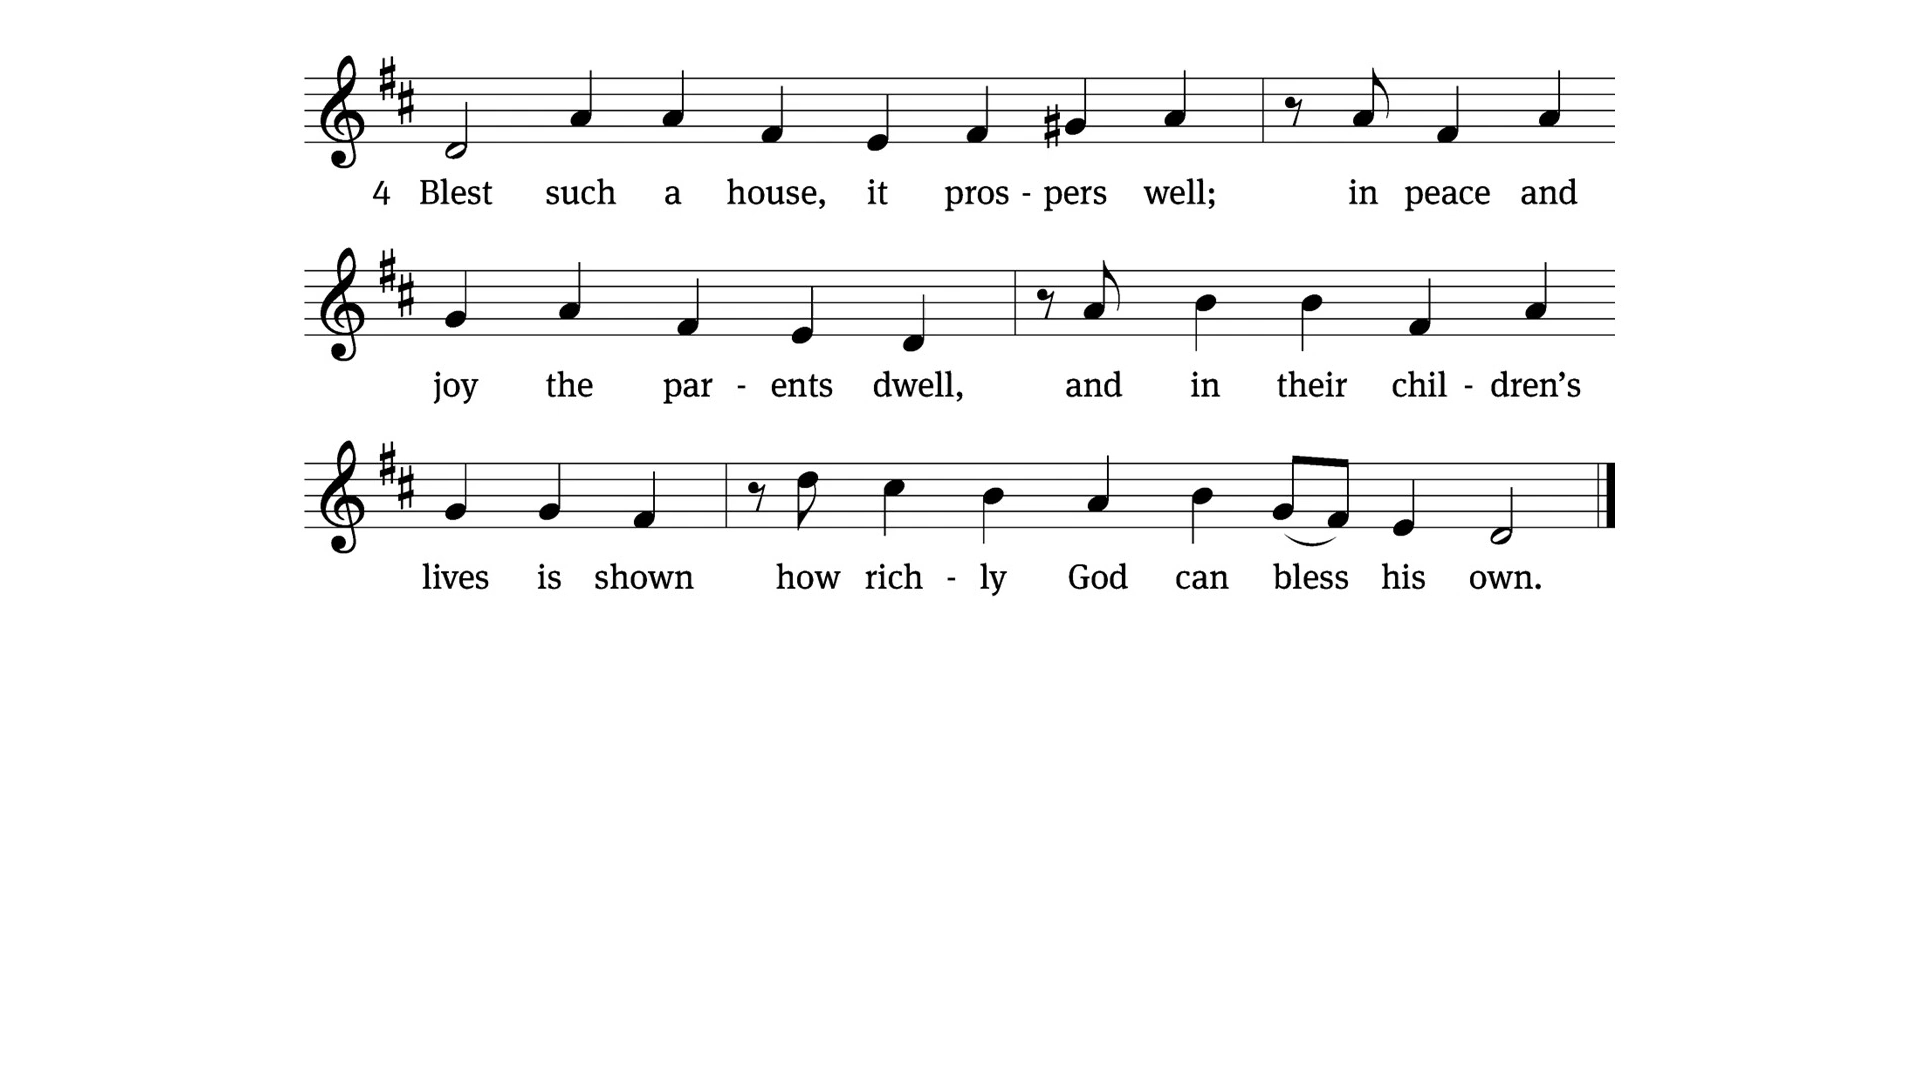 4 Blest such a house, it pros - pers well; in peace and
joy the par - ents dwell, and in their chil - dren’s
lives is shown how rich - ly God can bless his own.